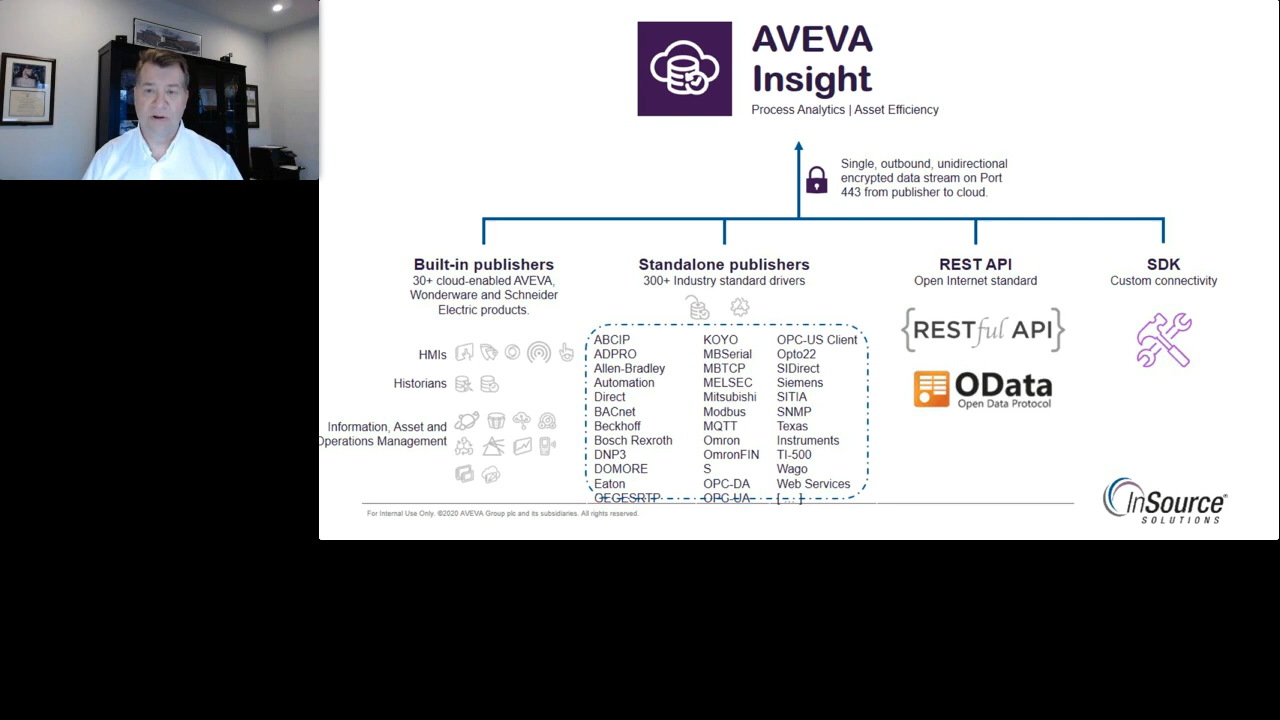 AVEVA
Insight
Process Analytics | Asset Efficiency
Single, outbound, unidirectional
encrypted data stream on Port
443 from publisher to cloud.
Built-in publishers
30+ cloud-enabled AVEVA,
Wonderware and Schneider
Electric products.
HMIs
Historians
Information, Asset and
Operations Management
Standalone publishers
300+ Industry standard drivers
ABCIP
ADPRO
Allen-Bradley
Automation
Direct
BACnet
Beckhoff
Bosch Rexroth
DNP3
DOMORE
Eaton
GEGESRTP
KOYO
MBSerial
MBTCP
MELSEC
Mitsubishi
Modbus
MQTT
Omron
OmronFIN
S
OPC-DA
OPC-UA
OPC-US Client
Opto22
SIDirect
Siemens
SITIA
SNMP
Texas
Instruments
TI-500
Wago
Web Services
[ ... ]
REST API
Open Internet standard
{RESTful API}
OData
Open Data Protocol
SDK
Custom connectivity
For Internal Use Only. ©2020 AVEVA Group plc and its subsidiaries. All rights reserved.
InSource®
SOLUTIONS